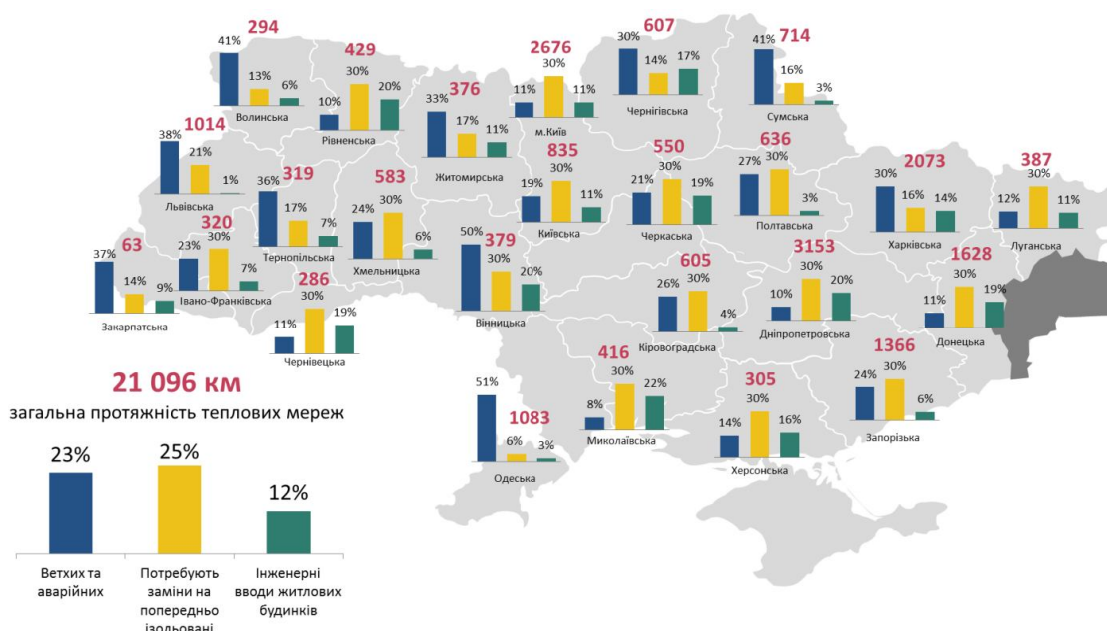 294
41%
13%
6%
Волинська
429
10%
30%
20%
Рівненська
376
33%
17%
11%
Житомирська
2676
11%
30%
11%
м.Київ
607
30%
14%
17%
Чернігівська
714
41%
16%
3%
Сумська
1014
38%
21%
1%
Львівська
319
36%
17%
7%
Тернопільська
583
24%
30%
6%
Хмельницька
835
19%
30%
11%
Київська
550
21%
30%
19%
Черкаська
636
27%
30%
3%
Полтавська
2073
30%
16%
14%
Харківська
387
12%
30%
11%
Луганська
63
37%
14%
9%
Закарпатська
320
23%
30%
7%
Івано-Франківська
286
11%
30%
19%
Чернівецька
379
50%
30%
20%
Вінницька
605
26%
30%
4%
Кіровоградська
3153
10%
30%
20%
Дніпропетровська
1628
11%
30%
19%
Донецька
1083
51%
6%
3%
Одеська
416
8%
30%
22%
Миколаївська
305
14%
30%
16%
Херсонська
1366
24%
30%
6%
Запорізька
21 096 км
загальна протяжність теплових мереж
23%
25%
12%
Ветхих та
аварійних
Потребують
заміни на
попередньо
ізольовані
Інженерні
вводи житлових
будинків